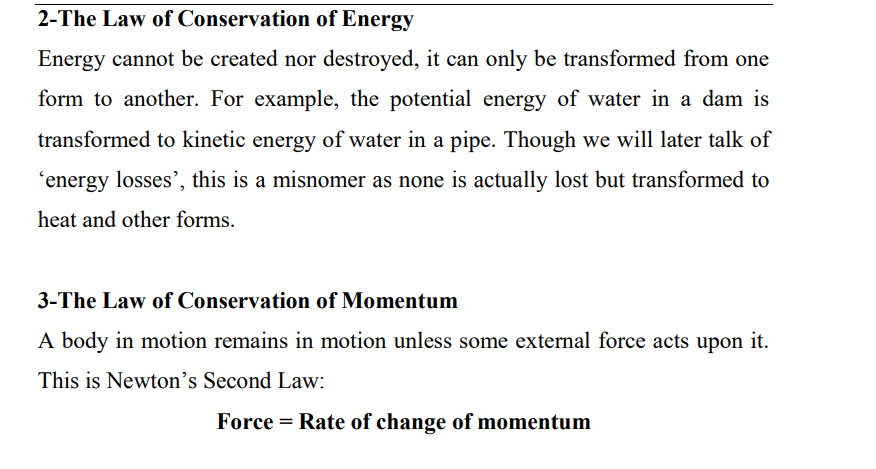 2-The Law of Conservation of Energy
Energy cannot be created nor destroyed, it can only be transformed from one
form to another. For example, the potential energy of water in a dam is
transformed to kinetic energy of water in a pipe. Though we will later talk of
‘energy losses’, this is a misnomer as none is actually lost but transformed to
heat and other forms.
3-The Law of Conservation of Momentum
A body in motion remains in motion unless some external force acts upon it.
This is Newton’s Second Law:
Force = Rate of change of momentum